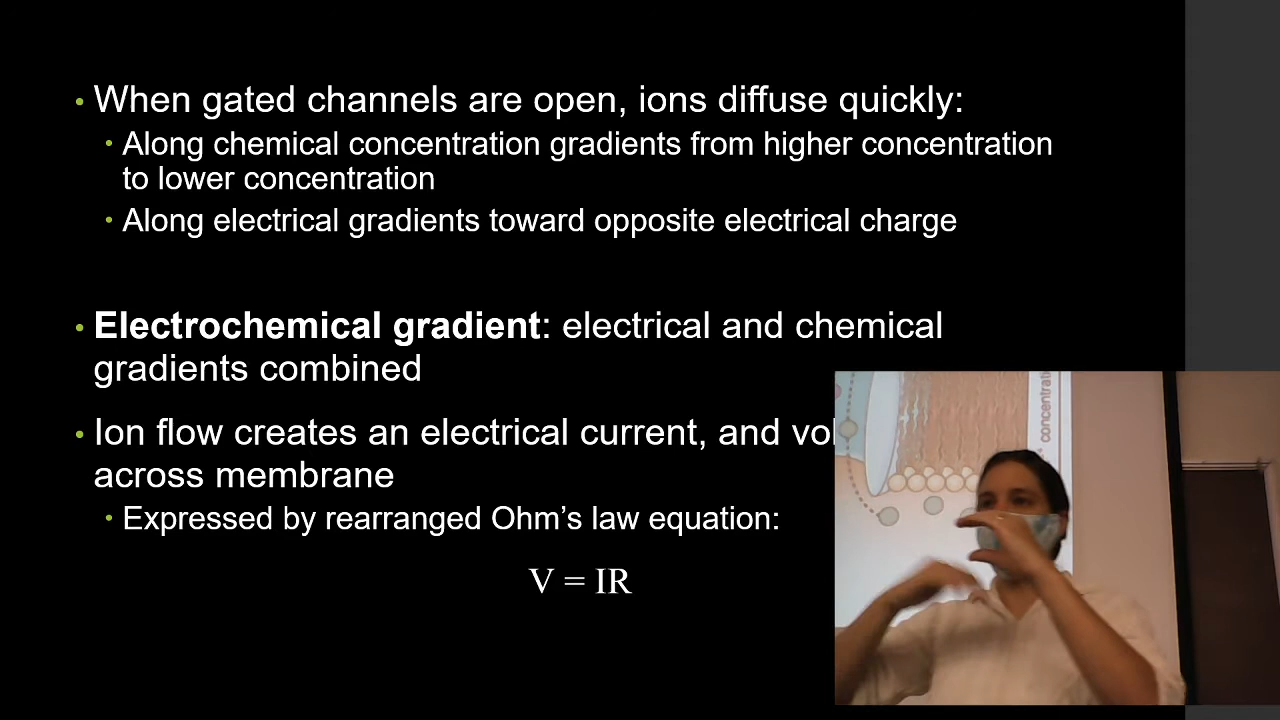 • When gated channels are open, ions diffuse quickly:
• Along chemical concentration gradients from higher concentration
to lower concentration
• Along electrical gradients toward opposite electrical charge
• Electrochemical gradient: electrical and chemical
gradients combined
• Ion flow creates an electrical current, and
across membrane
• Expressed by rearranged Ohm’s law equation:
V = IR